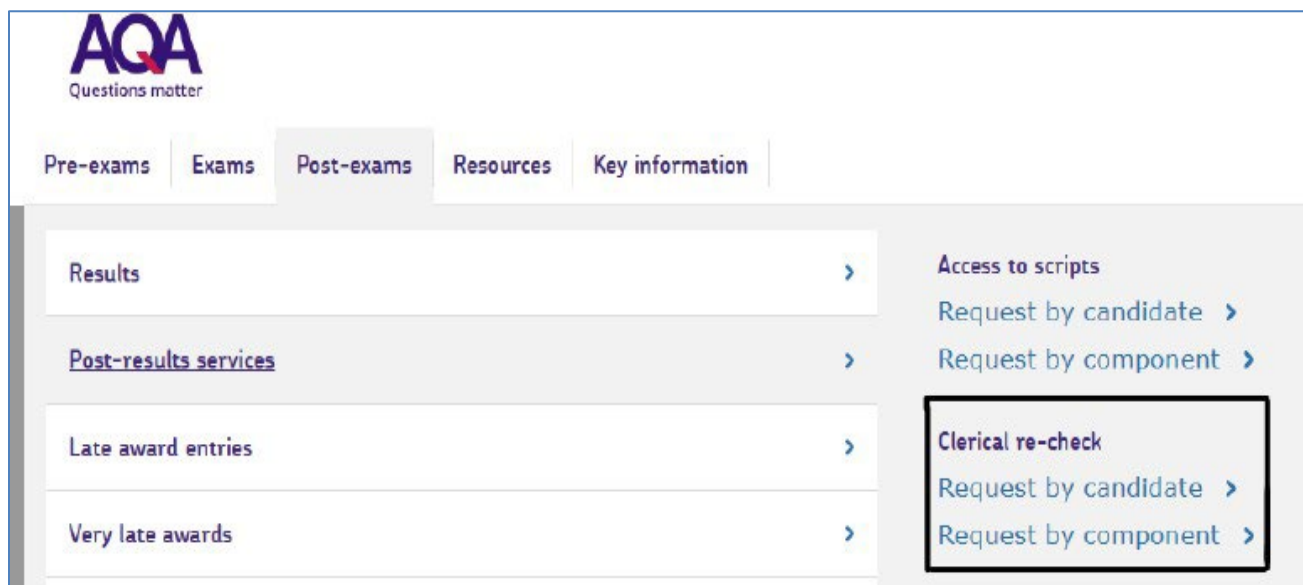 AQA
Questions matter
Pre-exams Exams Post-exams Resources Key information
Results
Post-results services
Late award entries
Very late awards
Access to scripts
Request by candidate
Request by component
Clerical re-check
Request by candidate
Request by component